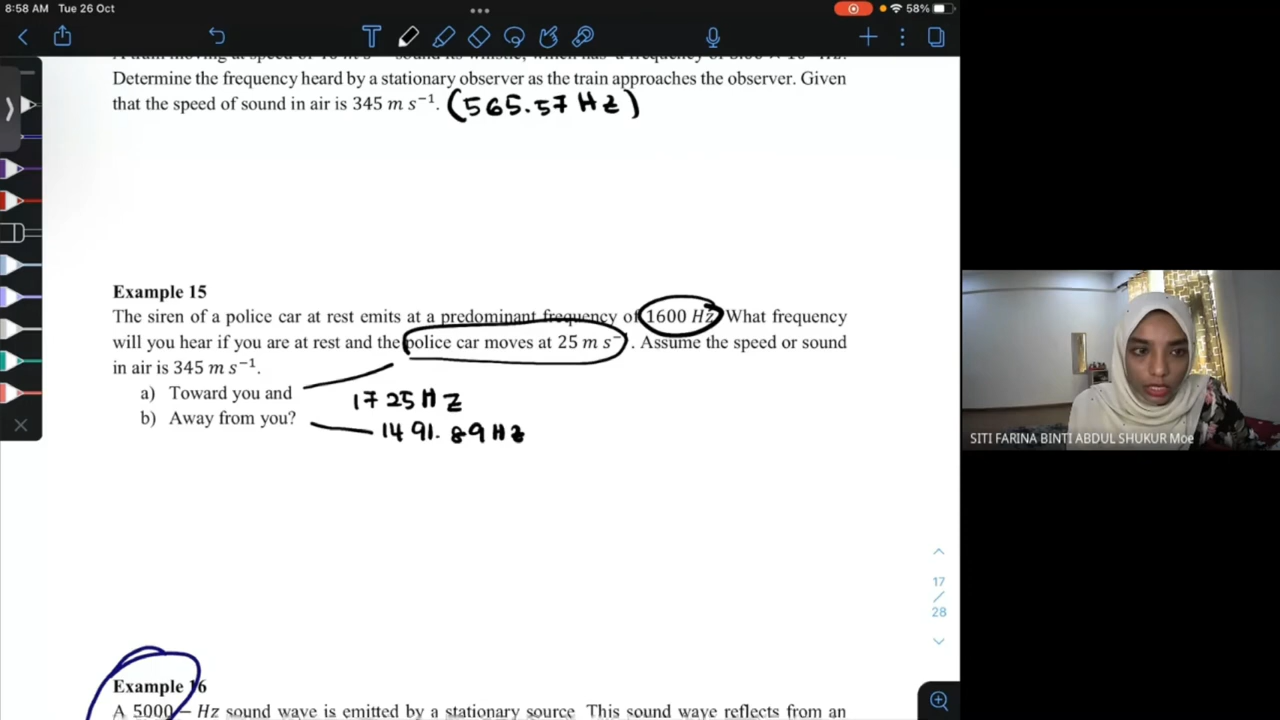 8:58 AM Tue 26 Oct
58%
Determine the frequency heard by a stationary observer as the train approaches the observer. Given
that the speed of sound in air is 345 m s⁻¹. (565.57 Hz)
Example 15
The siren of a police car at rest emits at a predominant frequency of 1600 Hz. What frequency
will you hear if you are at rest and the police car moves at 25 m s⁻. Assume the speed or sound
in air is 345 m s⁻¹.
a) Toward you and
1725 HZ
b) Away from you?
1491.89 Hz
17
/
28
Example 16
A 5000 – Hz sound wave is emitted by a stationary source. This sound wave reflects from an
SITI FARINA BINTI ABDUL SHUKUR Moe